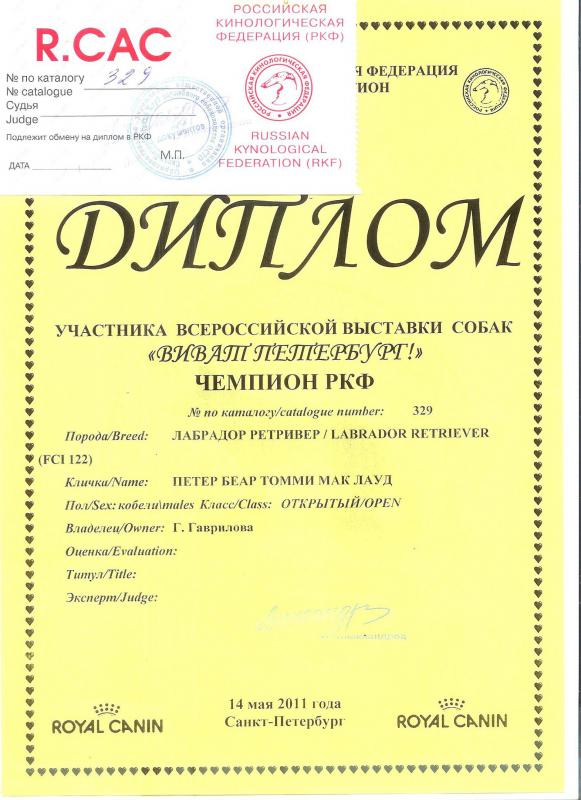 R.CAC
РОССИЙСКАЯ
КИНОЛОГИЧЕСКАЯ
ФЕДЕРАЦИЯ (РКФ)
№ по каталогу 329
№ catalogue
Судья
Judge
Подлежит обмену на диплом в РКФ
М.П.
ДАТА
РОССИЙСКАЯ КИНОЛОГИЧЕСКАЯ ФЕДЕРАЦИЯ
RUSSIAN
KYNOLOGICAL
FEDERATION (RKF)
ФЕДЕРАЦИЯ
ДИПЛОМ
УЧАСТНИКА ВСЕРОССИЙСКОЙ ВЫСТАВКИ СОБАК
«ВИВАТ ПЕТЕРБУРГ!»
ЧЕМПИОН РКФ
№ по каталогу/catalogue number: 329
Порода/Breed: ЛАБРАДОР РЕТРИВЕР / LABRADOR RETRIEVER
(FCI 122)
Кличка/Name: ПЕТЕР БЕАР ТОММИ МАК ЛАУД
Пол/Sex: кобели\males Класс/Class: ОТКРЫТЫЙ/OPEN
Владелец/Owner: Г. Гаврилова
Оценка/Evaluation:
Титул/Title:
Эксперт/Judge:
14 мая 2011 года
Санкт-Петербург
ROYAL CANIN
ROYAL CANIN